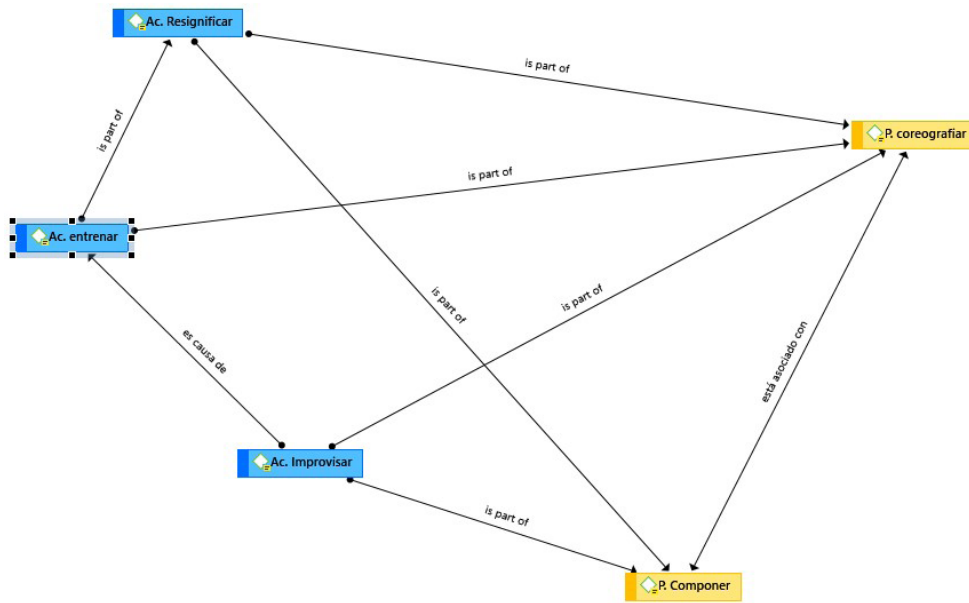 Ac. Resignificar
is part of
is part of
P. coreografiar
is part of
Ac. entrenar
is part of
is part of
es causa de
está asociado con
Ac. Improvisar
is part of
P. Componer